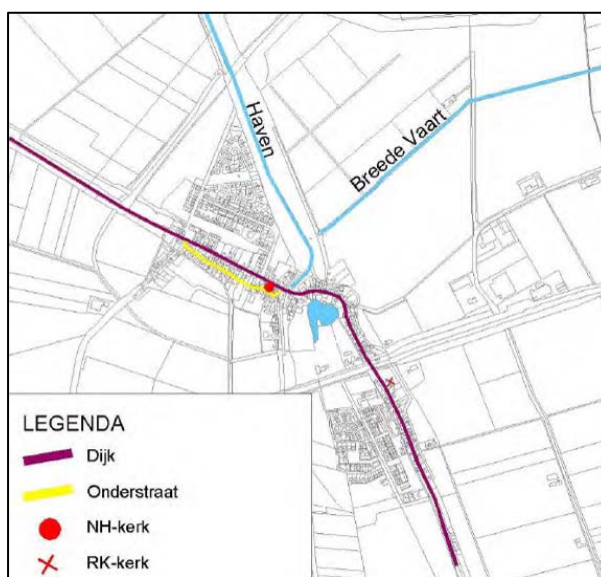 Haven
Breede Vaart
LEGENDA
Dijk
Onderstraat
NH-kerk
RK-kerk